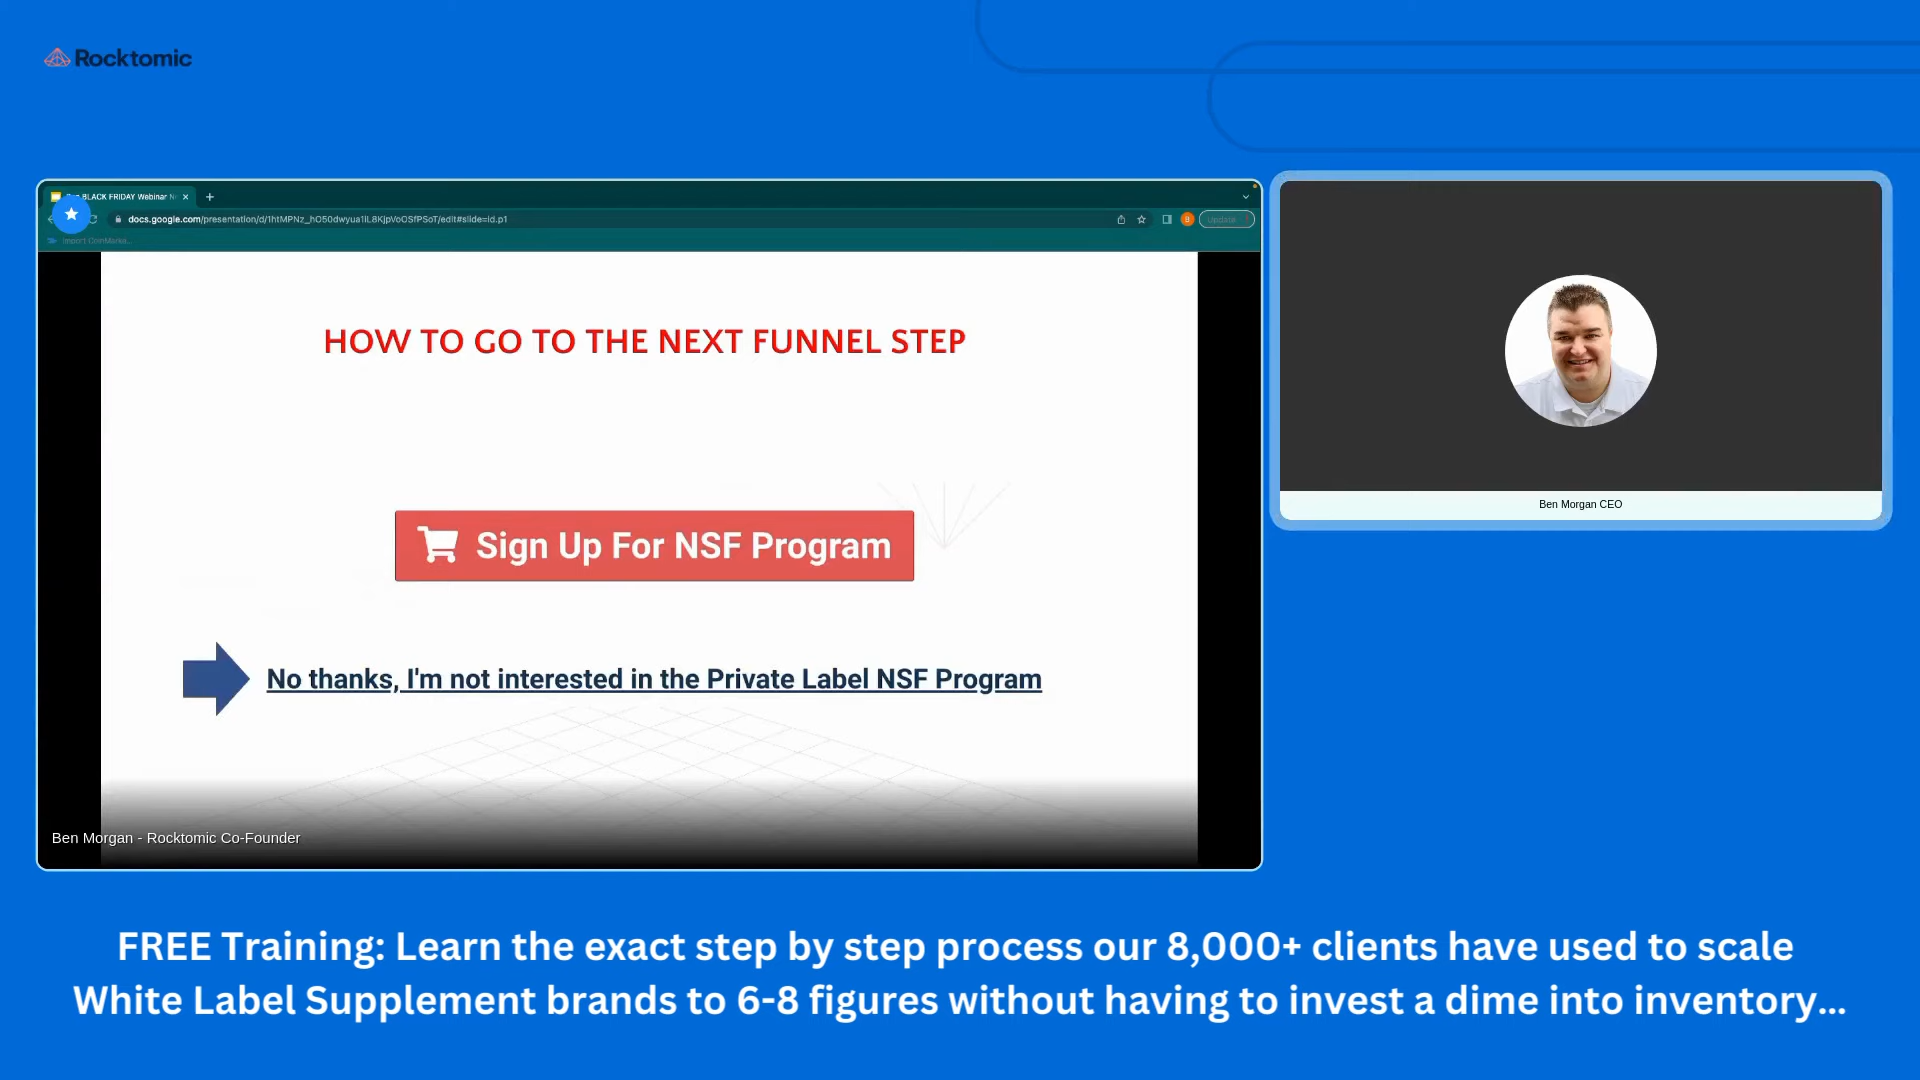 Rocktomic
BLACK FRIDAY Webinar
docs.google.com/presentation/d/1htMPNz_hO50dwyua1iL8KjpVoOSfPSoT/edit#slide=id.p1
Update
Import CoinMarke...
HOW TO GO TO THE NEXT FUNNEL STEP
Sign Up For NSF Program
No thanks, I'm not interested in the Private Label NSF Program
Ben Morgan - Rocktomic Co-Founder
Ben Morgan CEO
FREE Training: Learn the exact step by step process our 8,000+ clients have used to scale
White Label Supplement brands to 6-8 figures without having to invest a dime into inventory...